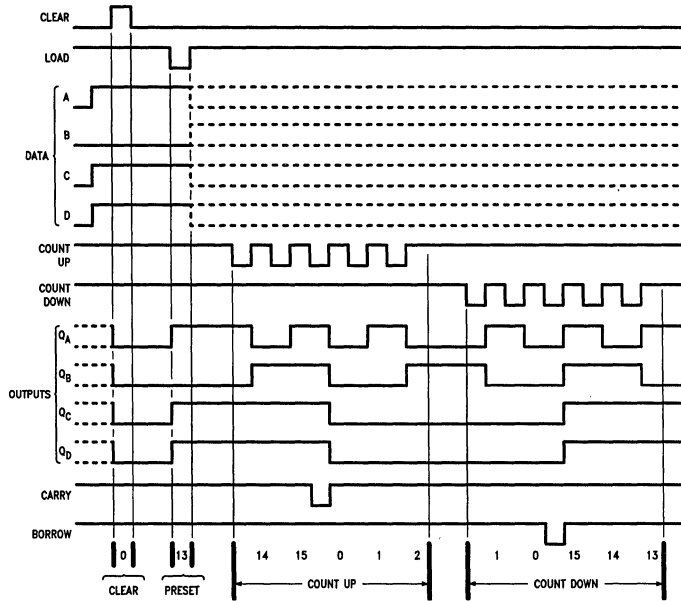 CLEAR
LOAD
A
B
DATA
C
D
COUNT
UP
COUNT
DOWN
QA
QB
OUTPUTS
QC
QD
CARRY
BORROW
0 13 14 15 0 1 2 1 0 15 14 13
COUNT UP COUNT DOWN
CLEAR PRESET